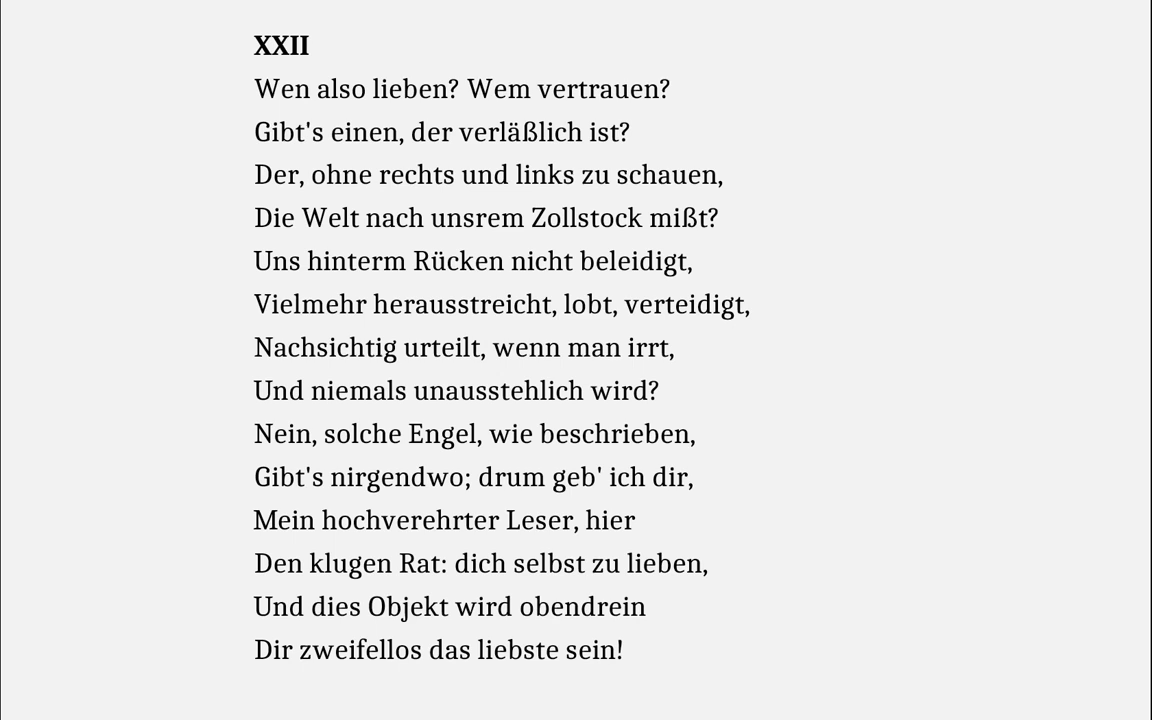 XXII
Wen also lieben? Wem vertrauen?
Gibt's einen, der verläßlich ist?
Der, ohne rechts und links zu schauen,
Die Welt nach unsrem Zollstock mißt?
Uns hinterm Rücken nicht beleidigt,
Vielmehr herausstreicht, lobt, verteidigt,
Nachsichtig urteilt, wenn man irrt,
Und niemals unausstehlich wird?
Nein, solche Engel, wie beschrieben,
Gibt's nirgendwo; drum geb' ich dir,
Mein hochverehrter Leser, hier
Den klugen Rat: dich selbst zu lieben,
Und dies Objekt wird obendrein
Dir zweifellos das liebste sein!